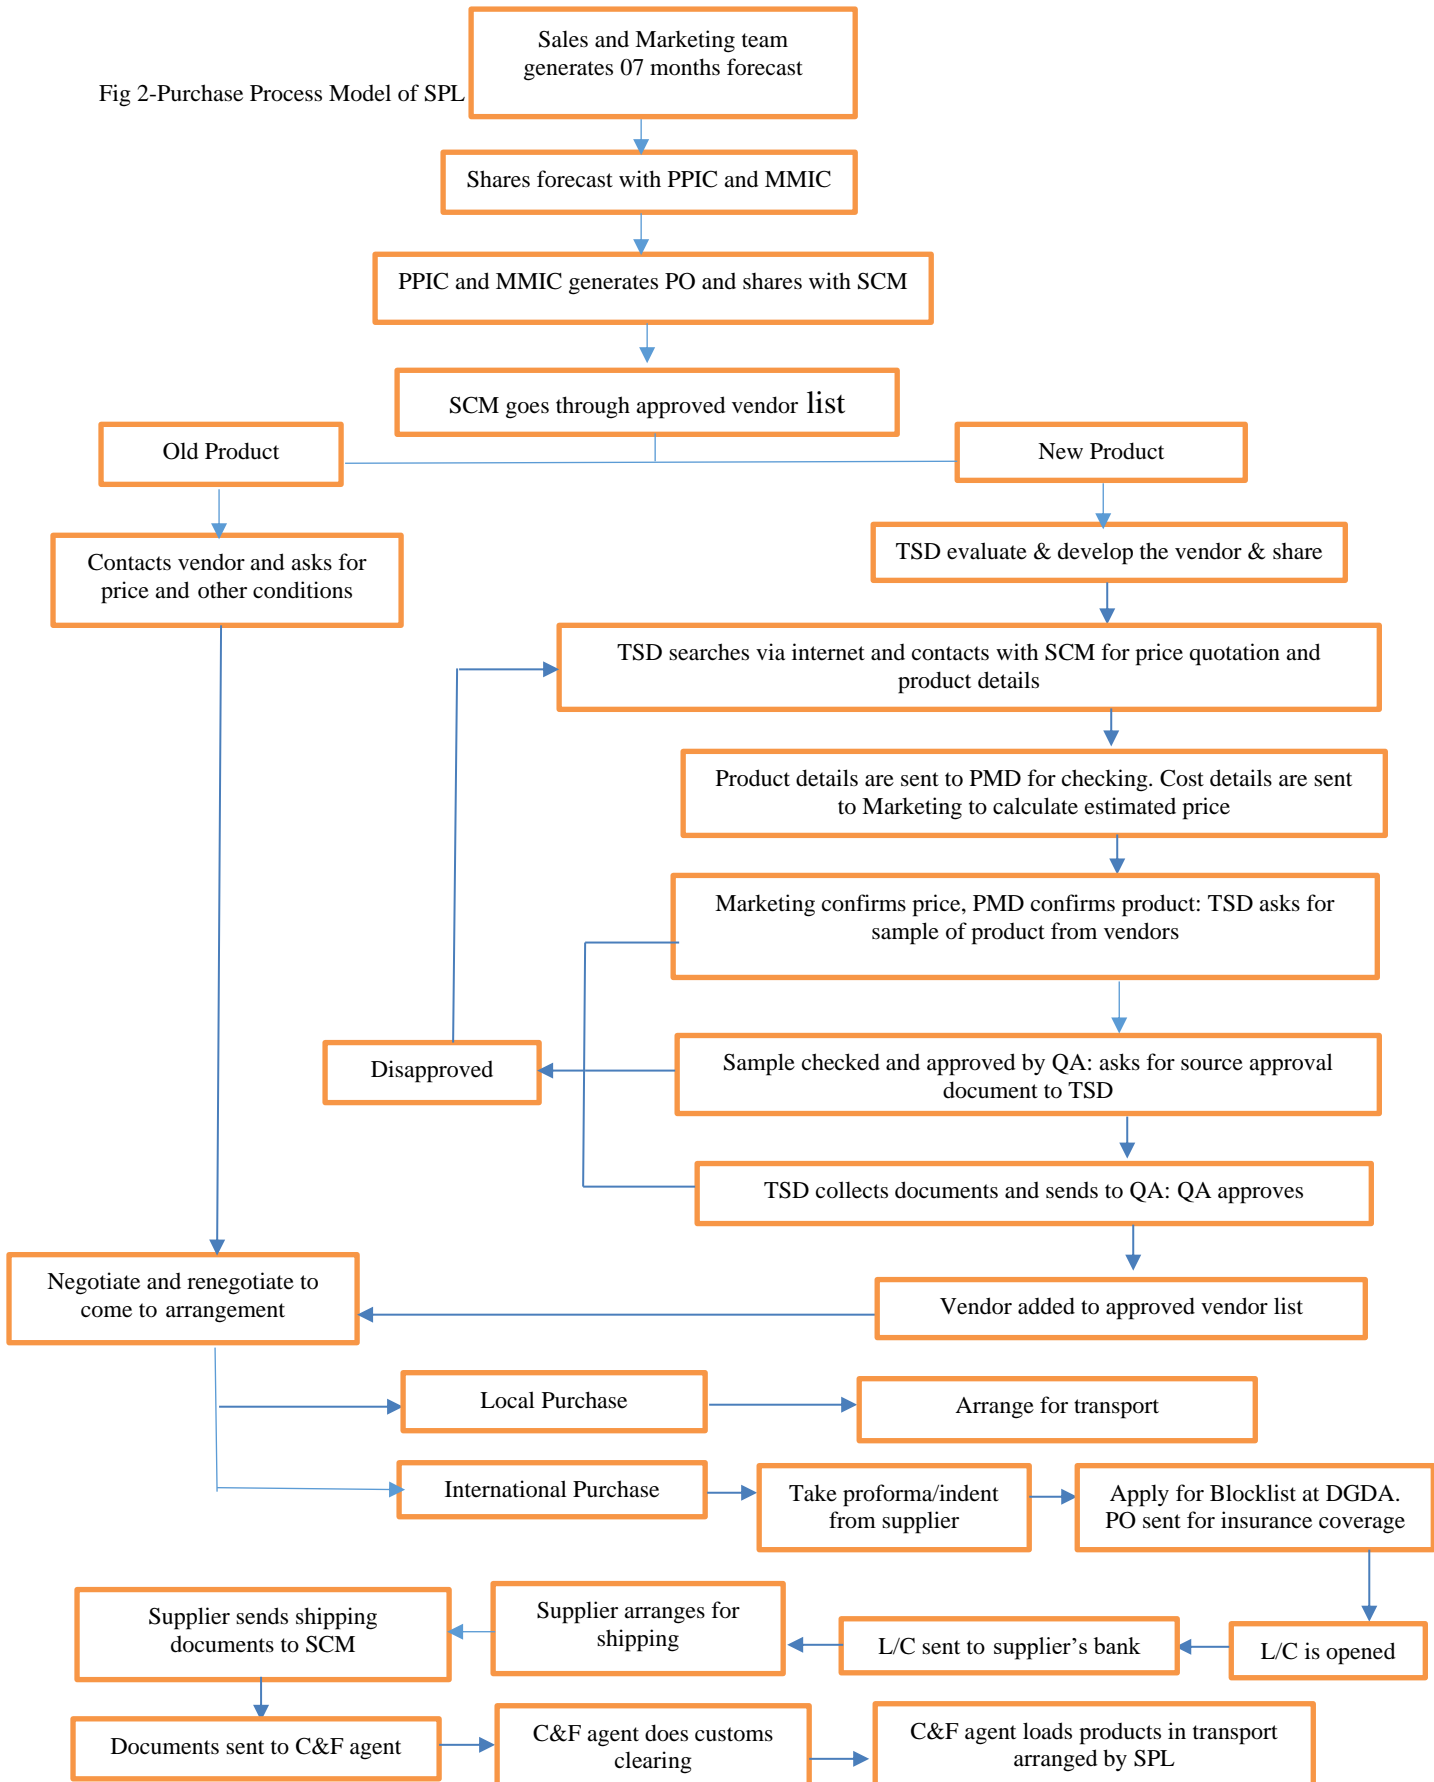 Sales and Marketing team
generates 07 months forecast
Fig 2-Purchase Process Model of SPL
Shares forecast with PPIC and MMIC
PPIC and MMIC generates PO and shares with SCM
SCM goes through approved vendor list
Old Product
New Product
Contacts vendor and asks for
price and other conditions
TSD evaluate & develop the vendor & share
TSD searches via internet and contacts with SCM for price quotation and
product details
Product details are sent to PMD for checking. Cost details are sent
to Marketing to calculate estimated price
Marketing confirms price, PMD confirms product: TSD asks for
sample of product from vendors
Disapproved
Sample checked and approved by QA: asks for source approval
document to TSD
TSD collects documents and sends to QA: QA approves
Negotiate and renegotiate to
come to arrangement
Vendor added to approved vendor list
Local Purchase
Arrange for transport
International Purchase
Take proforma/indent
from supplier
Apply for Blocklist at DGDA.
PO sent for insurance coverage
Supplier sends shipping
documents to SCM
Supplier arranges for
shipping
L/C sent to supplier’s bank
L/C is opened
Documents sent to C&F agent
C&F agent does customs
clearing
C&F agent loads products in transport
arranged by SPL